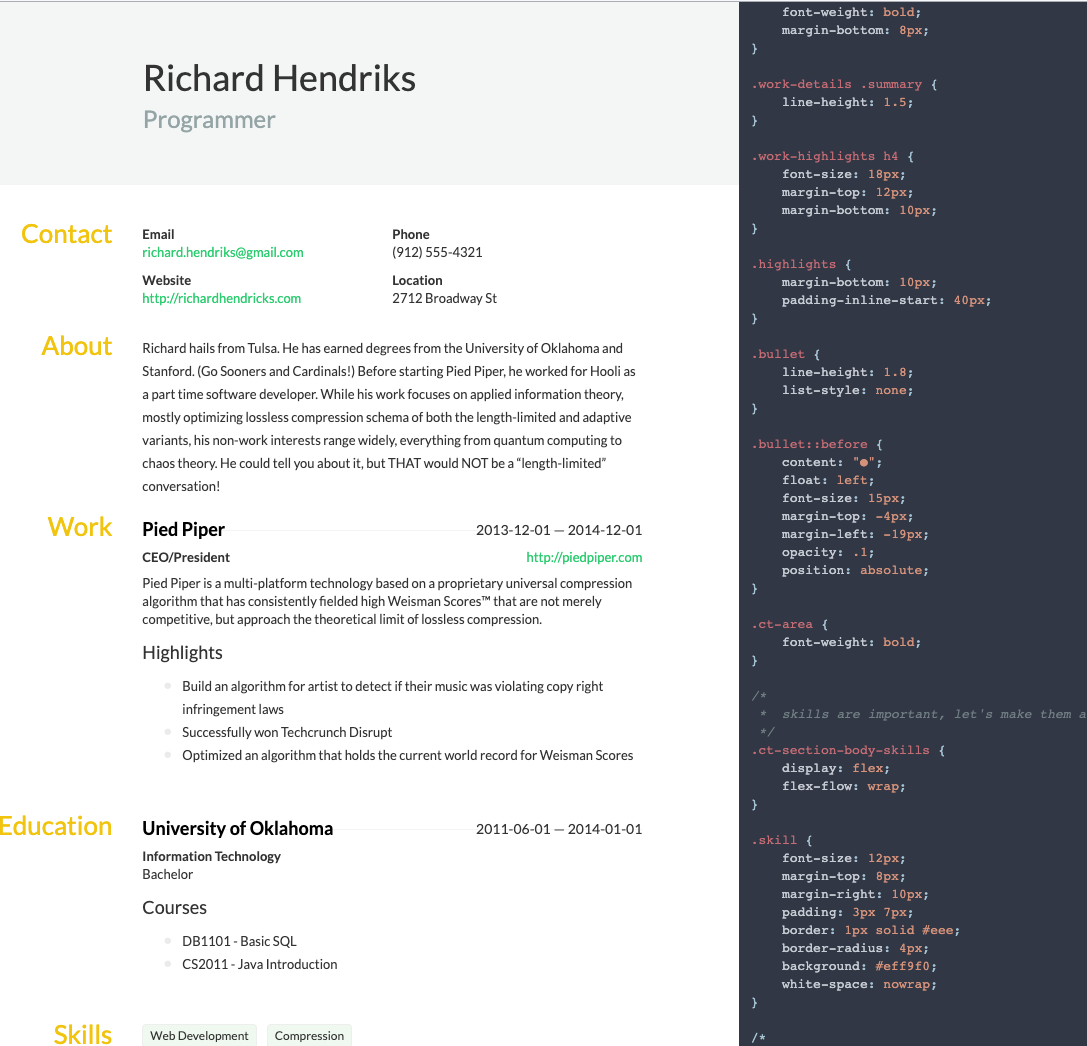 Richard Hendriks
Programmer
Contact
Email
richard.hendriks@gmail.com
Phone
(912) 555-4321
Website
http://richardhendricks.com
Location
2712 Broadway St
About
Richard hails from Tulsa. He has earned degrees from the University of Oklahoma and
Stanford. (Go Sooners and Cardinals!) Before starting Pied Piper, he worked for Hooli as
a part time software developer. While his work focuses on applied information theory,
mostly optimizing lossless compression schema of both the length-limited and adaptive
variants, his non-work interests range widely, everything from quantum computing to
chaos theory. He could tell you about it, but THAT would NOT be a “length-limited”
conversation!
Work
Pied Piper
2013-12-01 — 2014-12-01
CEO/President
http://piedpiper.com
Pied Piper is a multi-platform technology based on a proprietary universal compression
algorithm that has consistently fielded high Weisman Scores™ that are not merely
competitive, but approach the theoretical limit of lossless compression.
Highlights
Build an algorithm for artist to detect if their music was violating copy right
infringement laws
Successfully won Techcrunch Disrupt
Optimized an algorithm that holds the current world record for Weisman Scores
Education
University of Oklahoma
2011-06-01 — 2014-01-01
Information Technology
Bachelor
Courses
DB1101 - Basic SQL
CS2011 - Java Introduction
Skills
Web Development
Compression
font-weight: bold;
margin-bottom: 8px;
}
.work-details .summary {
line-height: 1.5;
}
.work-highlights h4 {
font-size: 18px;
margin-top: 12px;
margin-bottom: 10px;
}
.highlights {
margin-bottom: 10px;
padding-inline-start: 40px;
}
.bullet {
line-height: 1.8;
list-style: none;
}
.bullet::before {
content: "●";
float: left;
font-size: 15px;
margin-top: -4px;
margin-left: -19px;
opacity: .1;
position: absolute;
}
.ct-area {
font-weight: bold;
}
/*
* skills are important, let's make them a
*/
.ct-section-body-skills {
display: flex;
flex-flow: wrap;
}
.skill {
font-size: 12px;
margin-top: 8px;
margin-right: 10px;
padding: 3px 7px;
border: 1px solid #eee;
border-radius: 4px;
background: #eff9f0;
white-space: nowrap;
}
/*